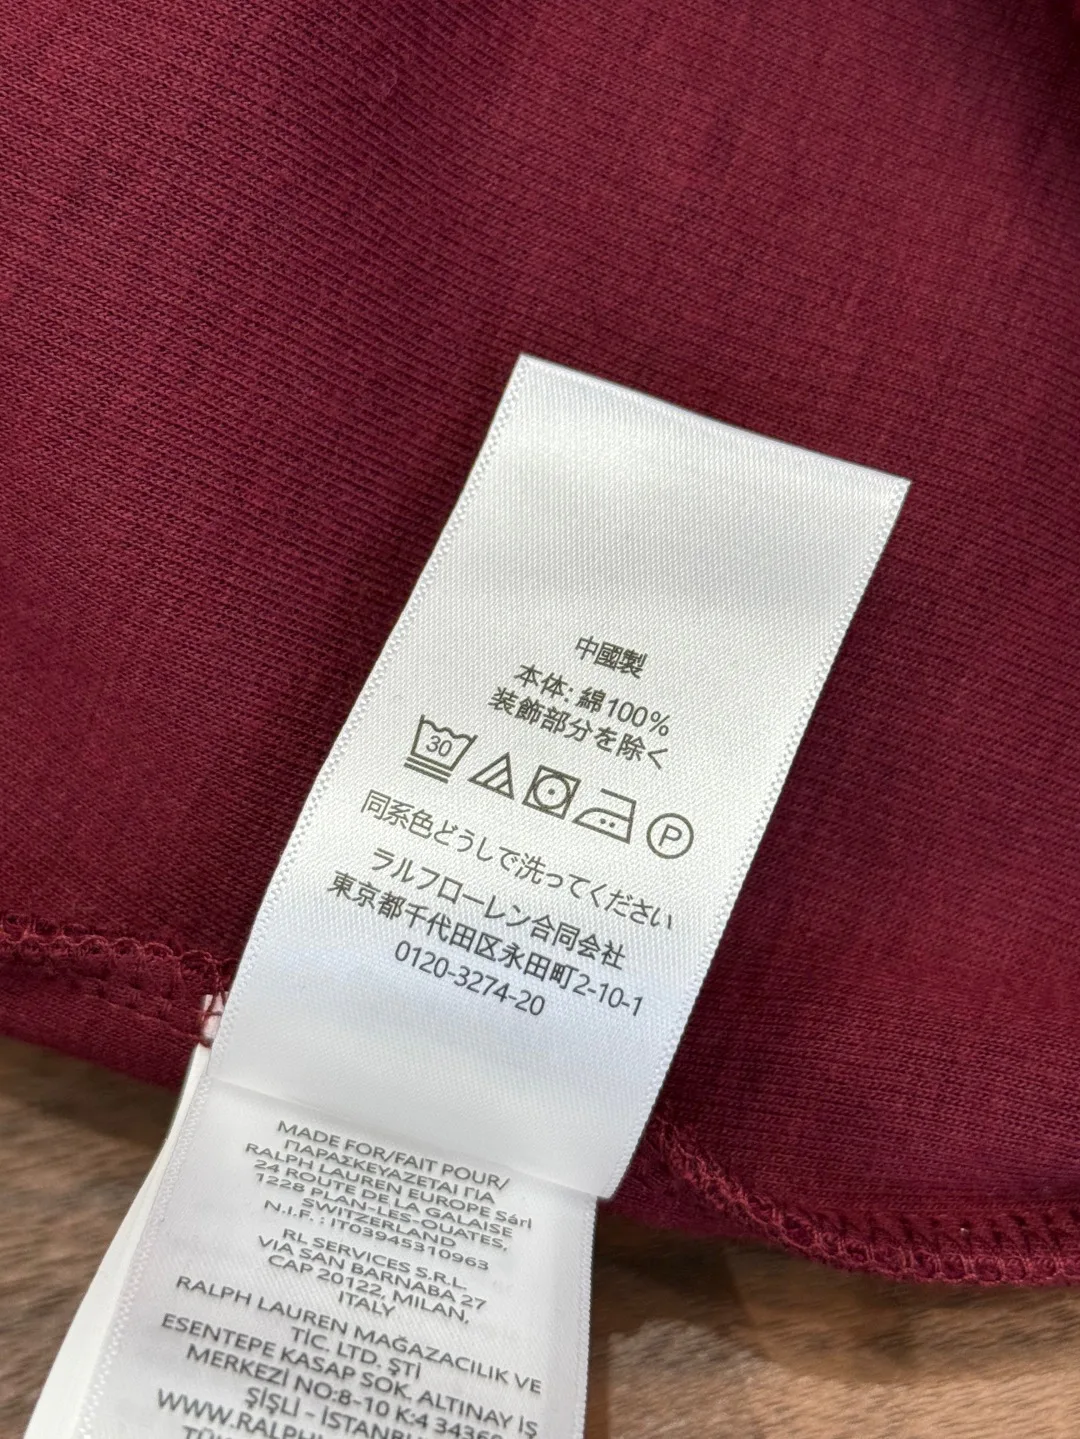 中國製
本体: 綿100%
装飾部分を除く
30 P
同系色どうしで洗ってください
ラルフローレン合同会社
東京都千代田区永田町2-10-1
0120-3274-20
MADE FOR/FAIT POUR/
ΠΑΡΑΣΚΕΥΑΖΕΤΑΙ ΓΙΑ
RALPH LAUREN EUROPE Sárl
24 ROUTE DE LA GALAISE
1228 PLAN-LES-OUATES,
SWITZERLAND
N.I.F. : IT03945310963
RL SERVICES S.R.L.
VIA SAN BARNABA 27
CAP 20122, MILAN,
ITALY
RALPH LAUREN MAĞAZACILIK VE
TİC. LTD. ŞTİ
ESENTEPE KASAP SOK. ALTINAY İŞ
MERKEZİ NO:8-10 K:4 34360
ŞİŞLİ - İSTANBUL
WWW.RALPH